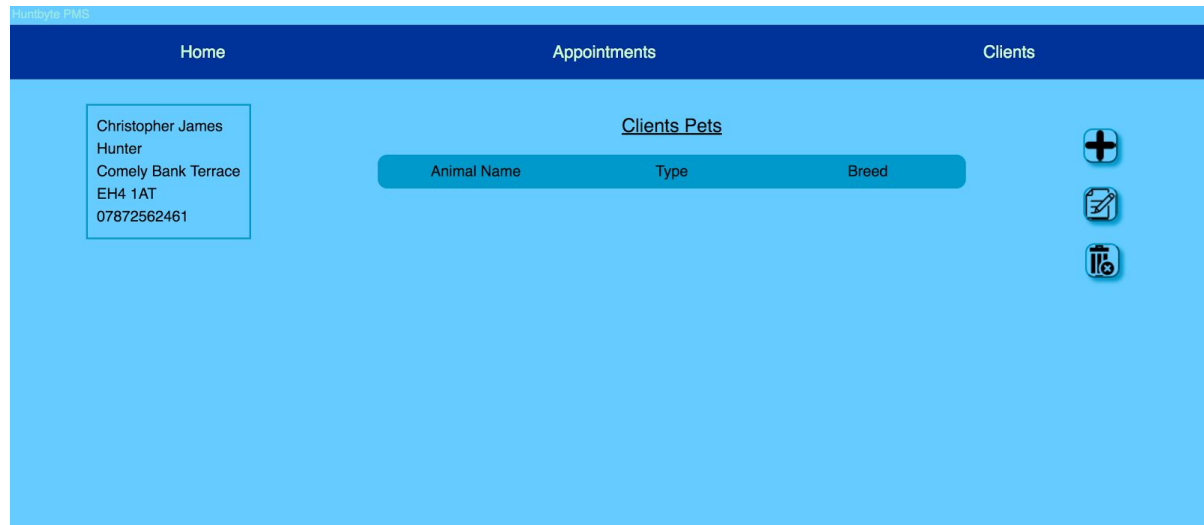 Huntbyte PMS
Home Appointments Clients
Christopher James
Hunter
Comely Bank Terrace
EH4 1AT
07872562461
Clients Pets
Animal Name Type Breed